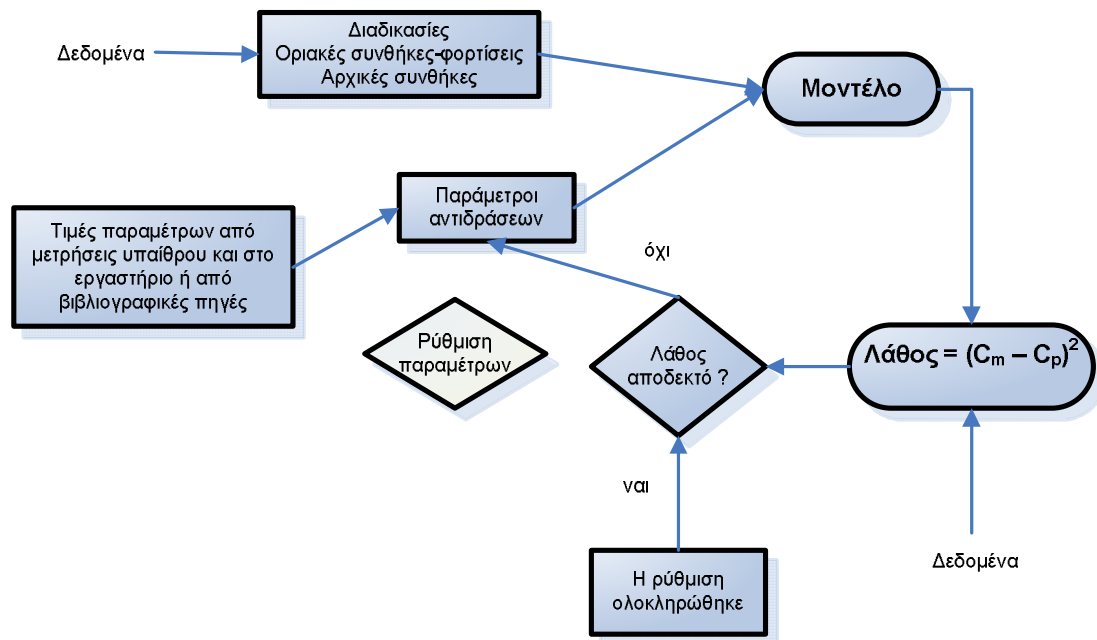 Δεδομένα
Διαδικασίες
Οριακές συνθήκες-φορτίσεις
Αρχικές συνθήκες
Μοντέλο
Παράμετροι
αντιδράσεων
Τιμές παραμέτρων από
μετρήσεις υπαίθρου και στο
εργαστήριο ή από
βιβλιογραφικές πηγές
όχι
Ρύθμιση
παραμέτρων
Λάθος
αποδεκτό ?
Λάθος = (Cm – Cp)²
ναι
Δεδομένα
Η ρύθμιση
ολοκληρώθηκε